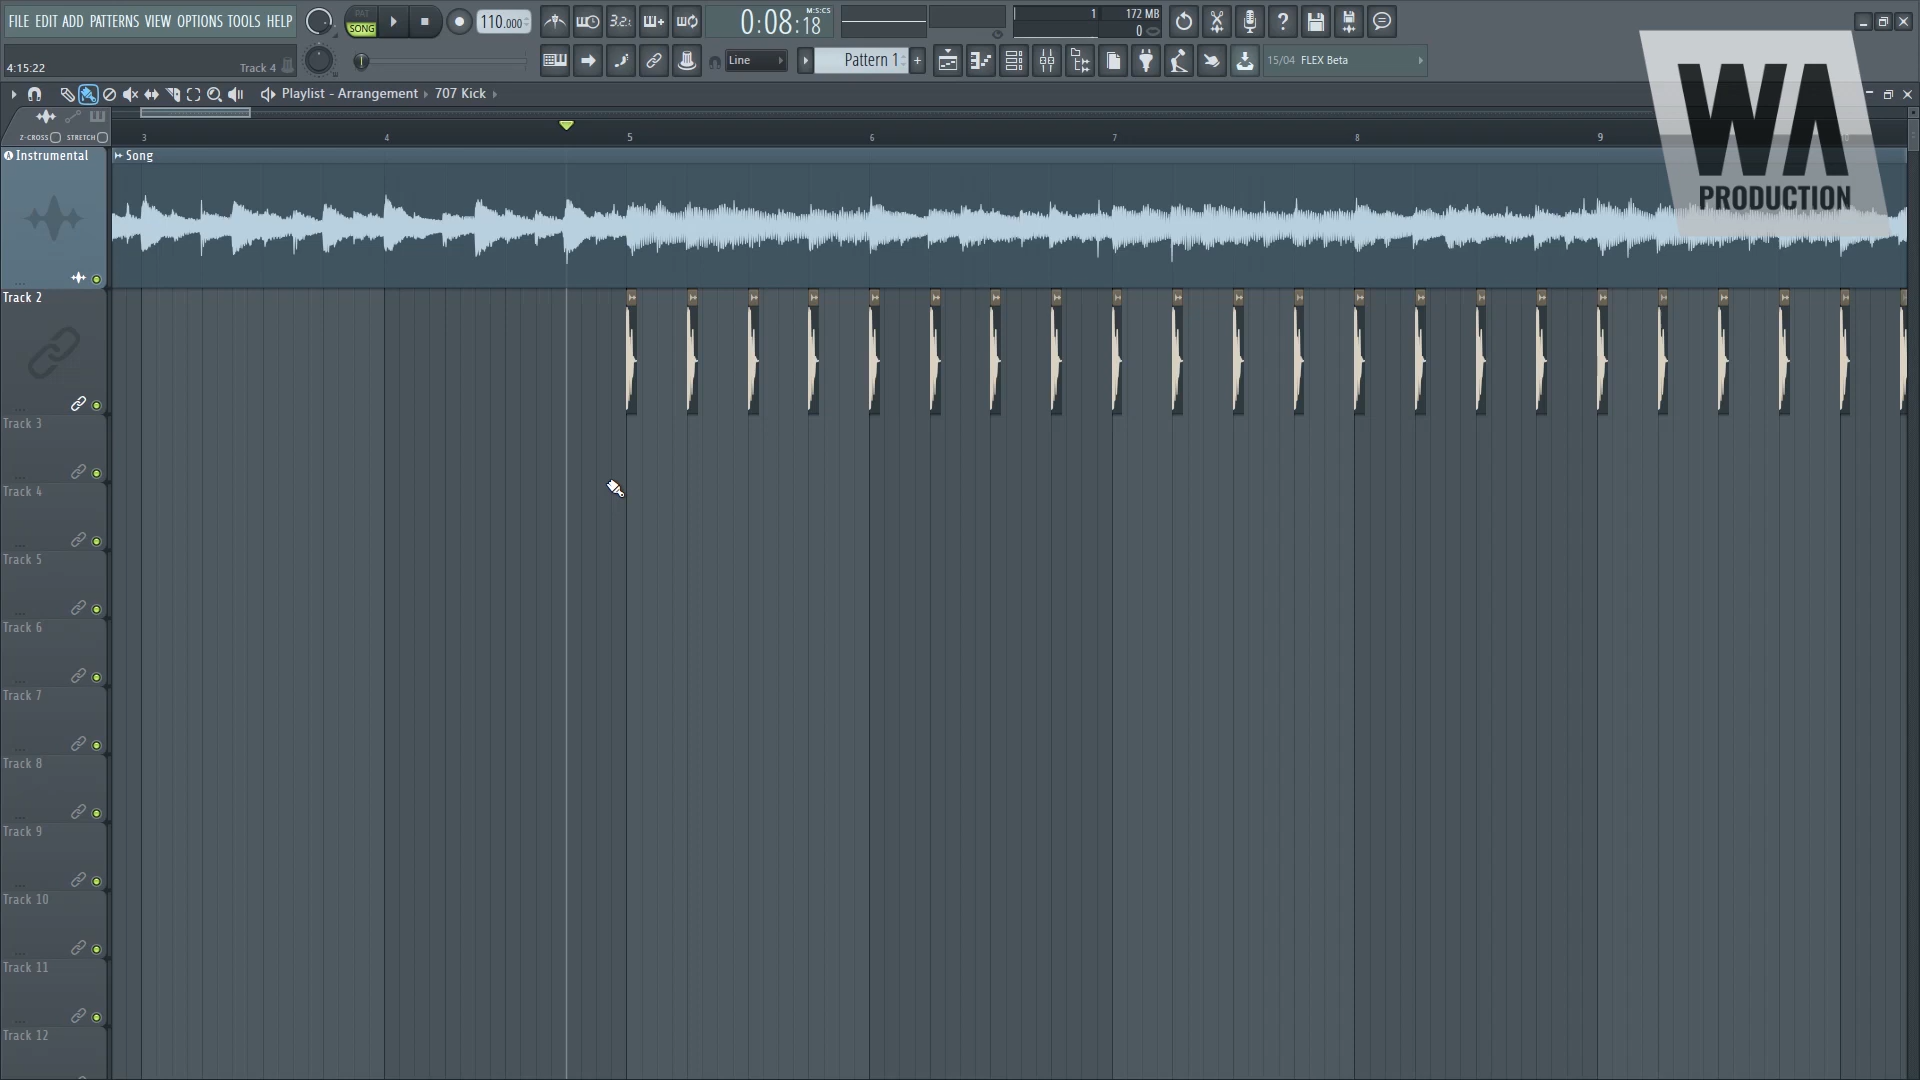 FILE EDIT ADD PATTERNS VIEW OPTIONS TOOLS HELP
PAT
SONG
110.000
3.2.
0:08:18
M:S:CS
1
172 MB
0
4:15:22
Track 4
Line
Pattern 1
15/04 FLEX Beta
Playlist - Arrangement
707 Kick
Z-CROSS
STRETCH
3
4
5
6
7
8
9
WA
PRODUCTION
Instrumental
Song
Track 2
Track 3
Track 4
Track 5
Track 6
Track 7
Track 8
Track 9
Track 10
Track 11
Track 12